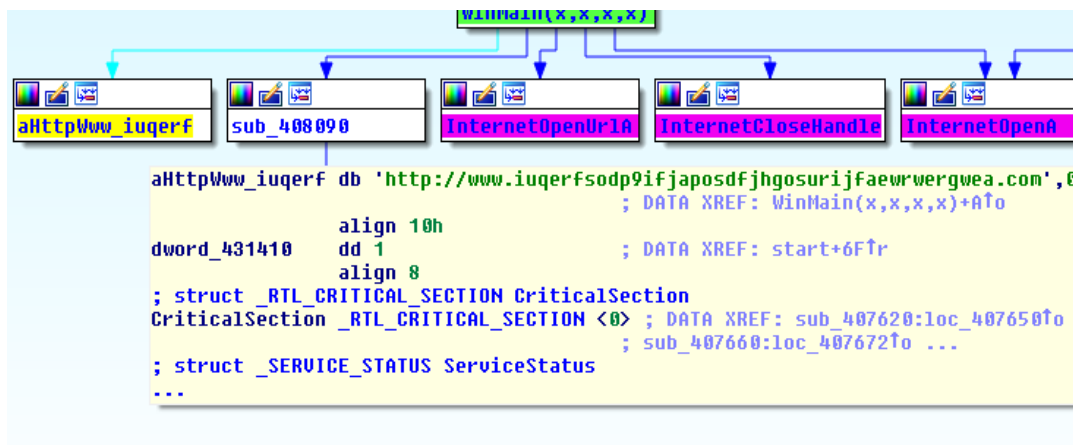 WinMain(x,x,x,x)
aHttpWww_iuqerf
sub_408090
InternetOpenUrlA
InternetCloseHandle
InternetOpenA
aHttpWww_iuqerf db 'http://www.iuqerfsodp9ifjaposdfjhgosurijfaewrwergwea.com',0
; DATA XREF: WinMain(x,x,x,x)+A↑o
align 10h
dword_431410 dd 1 ; DATA XREF: start+6F↑r
align 8
; struct _RTL_CRITICAL_SECTION CriticalSection
CriticalSection _RTL_CRITICAL_SECTION <0> ; DATA XREF: sub_407620:loc_407650↑o
; sub_407660:loc_407672↑o ...
; struct _SERVICE_STATUS ServiceStatus
...